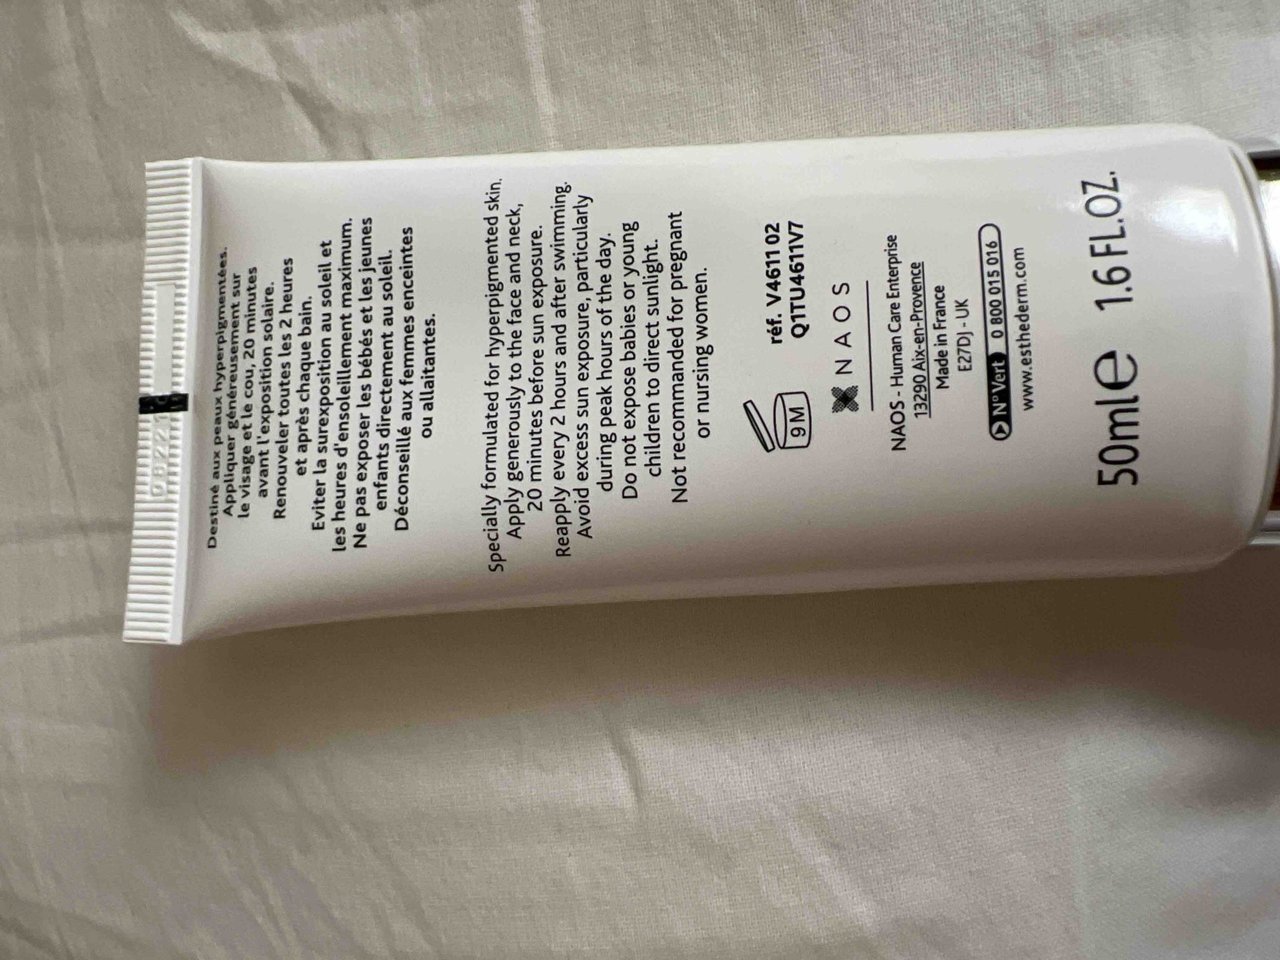 Destiné aux peaux hyperpigmentées.
Appliquer généreusement sur
le visage et le cou, 20 minutes
avant l'exposition solaire.
Renouveler toutes les 2 heures
et après chaque bain.
Eviter la surexposition au soleil et
les heures d'ensoleillement maximum.
Ne pas exposer les bébés et les jeunes
enfants directement au soleil.
Déconseillé aux femmes enceintes
ou allaitantes.
Specially formulated for hyperpigmented skin.
Apply generously to the face and neck,
20 minutes before sun exposure.
Reapply every 2 hours and after swimming.
Avoid excess sun exposure, particularly
during peak hours of the day.
Do not expose babies or young
children to direct sunlight.
Not recommanded for pregnant
or nursing women.
9M
réf. V461102
Q1TU4611V7
NAOS
NAOS - Human Care Enterprise
13290 Aix-en-Provence
Made in France
E27DJ - UK
N° Vert 0 800 015 016
www.esthederm.com
50ml e 1.6 FL.OZ.